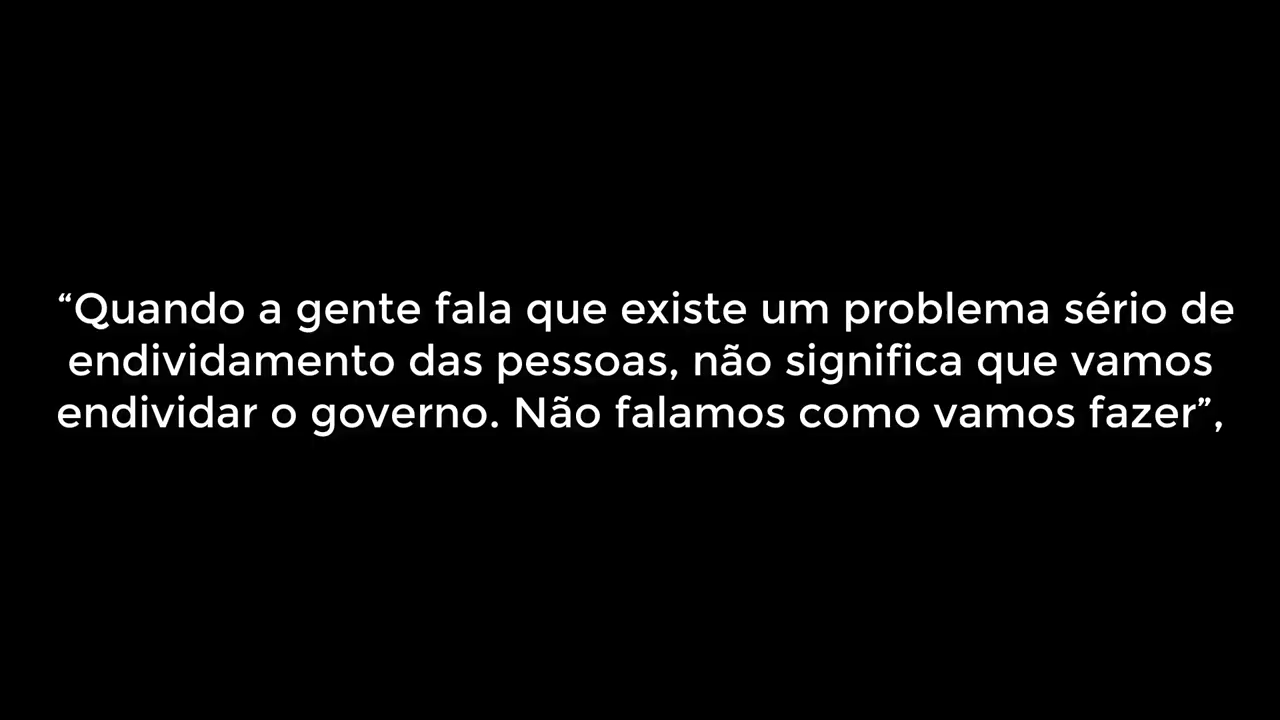 “Quando a gente fala que existe um problema sério de
endividamento das pessoas, não significa que vamos
endividar o governo. Não falamos como vamos fazer”,